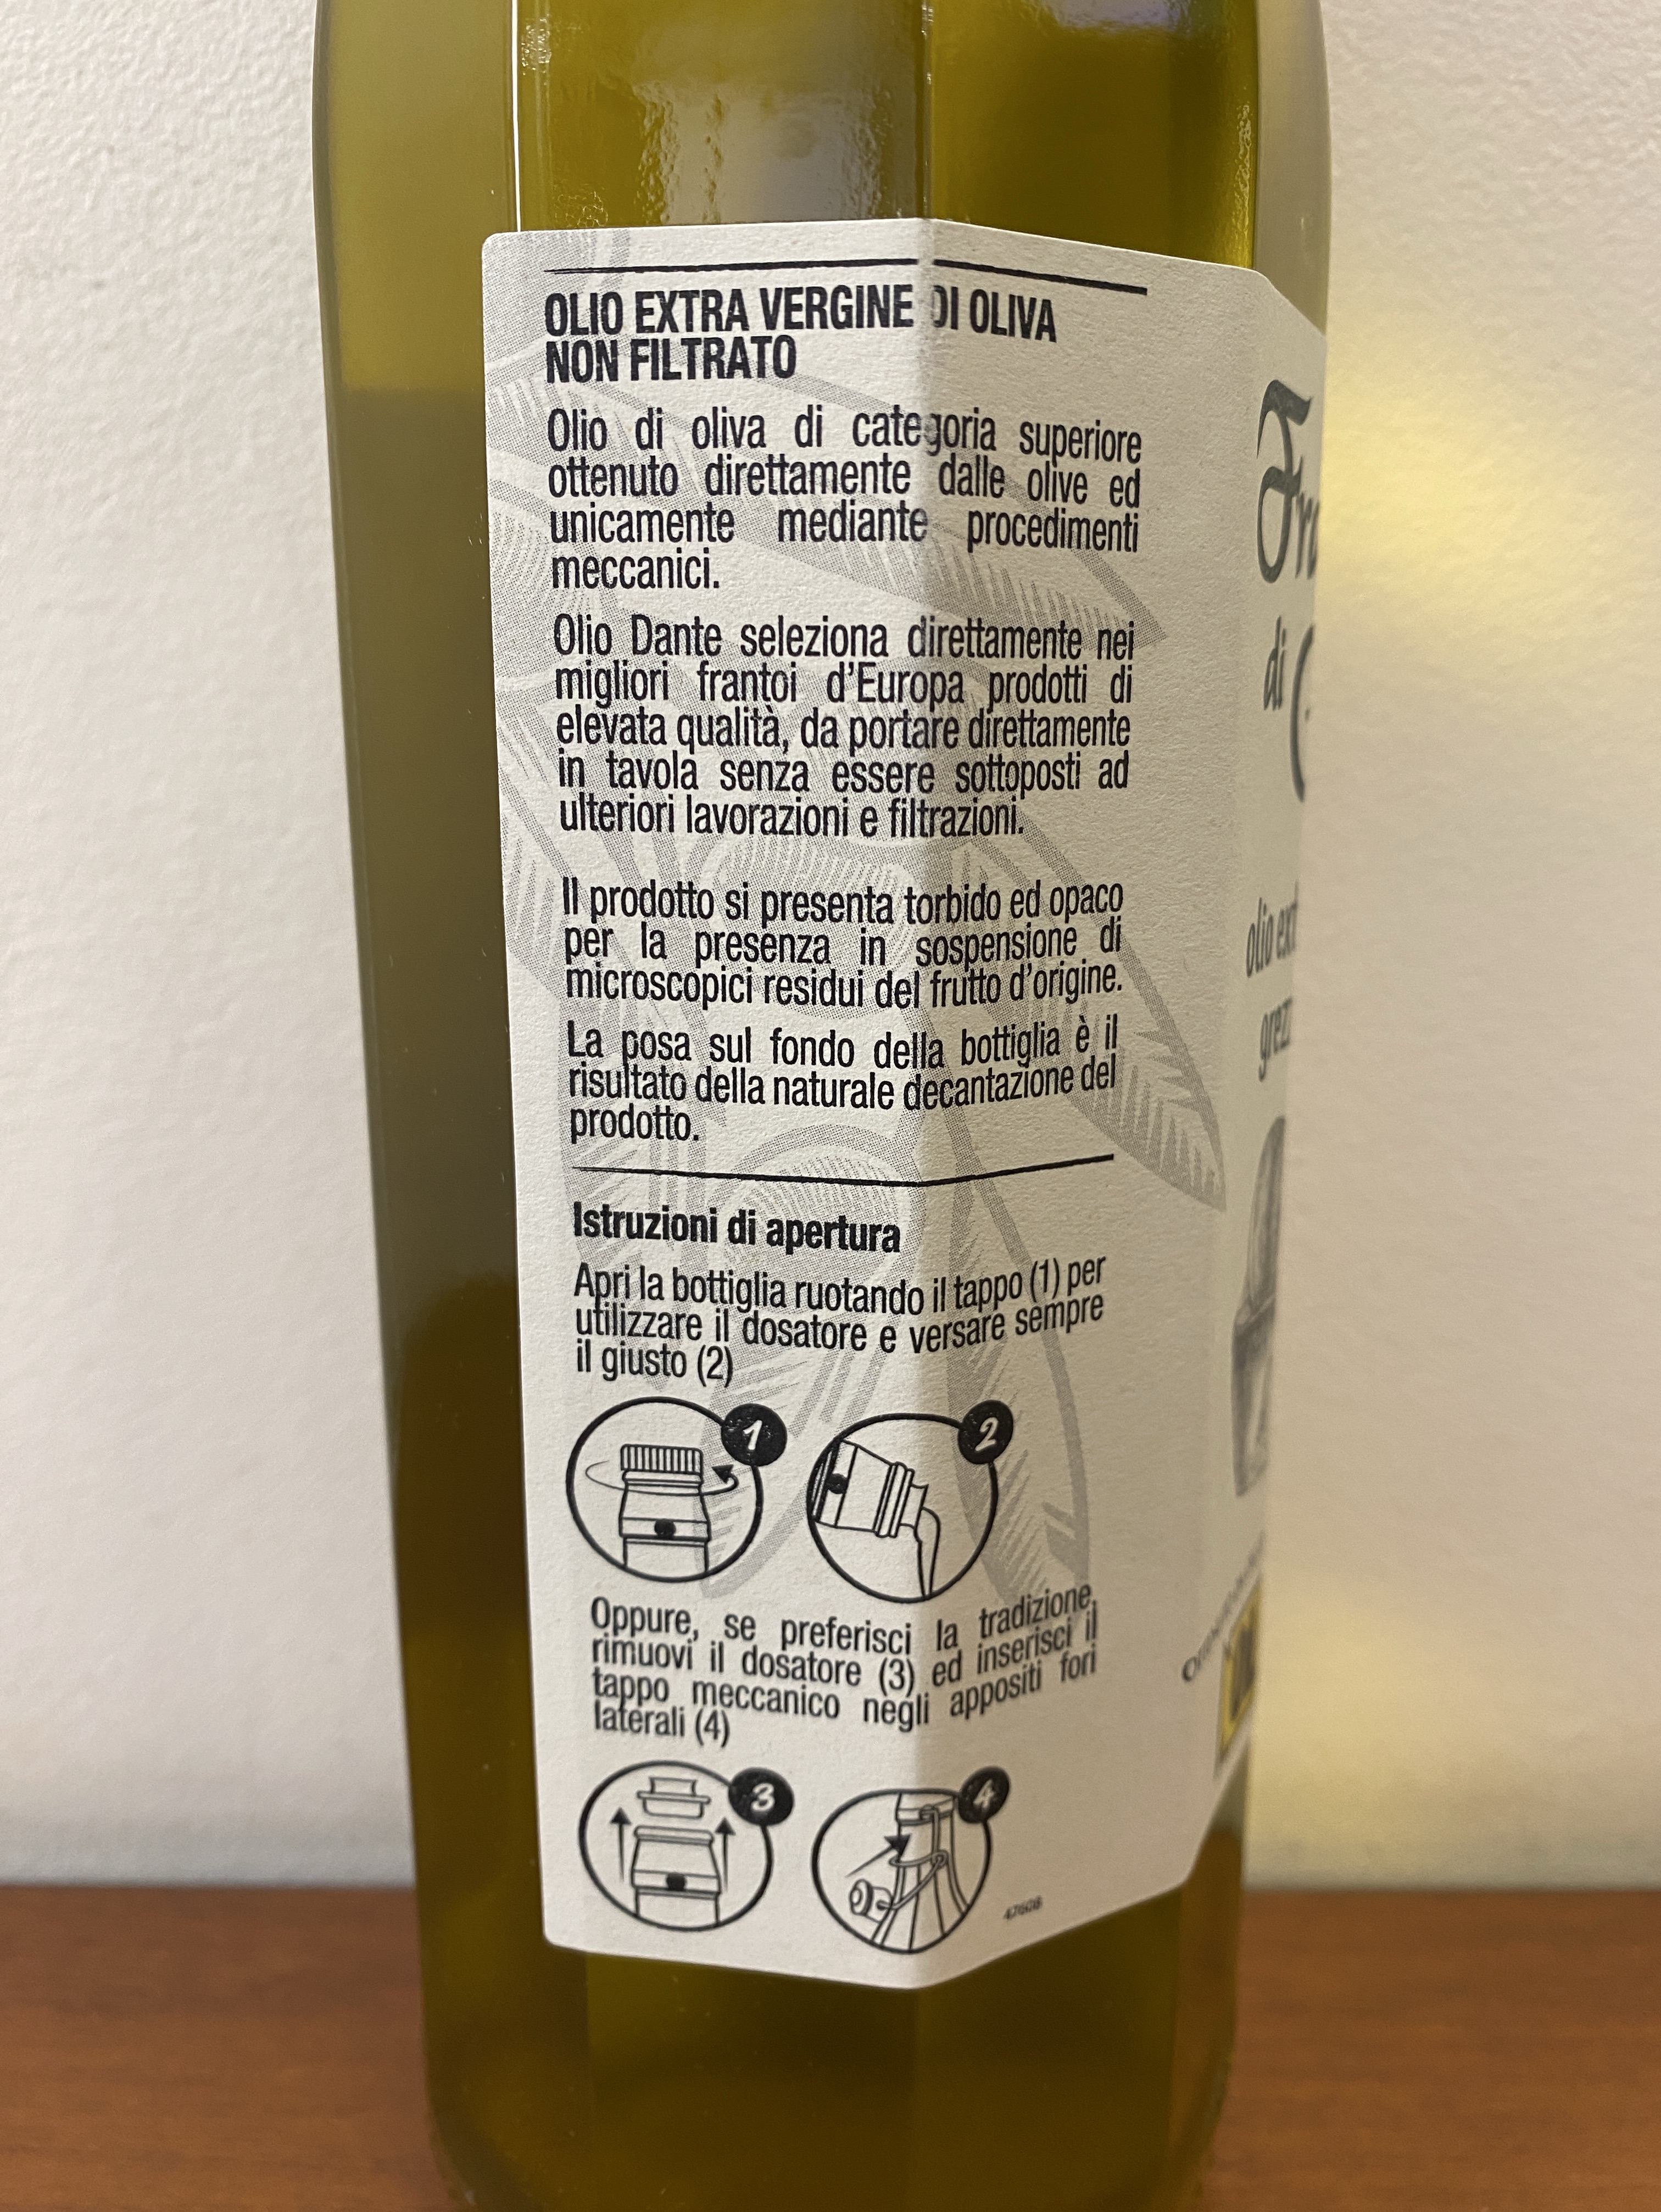 OLIO EXTRA VERGINE DI OLIVA
NON FILTRATO
Olio di oliva di categoria superiore
ottenuto direttamente dalle olive ed
unicamente mediante procedimenti
meccanici.
Olio Dante seleziona direttamente nei
migliori frantoi d'Europa prodotti di
elevata qualità, da portare direttamente
in tavola senza essere sottoposti ad
ulteriori lavorazioni e filtrazioni.
Il prodotto si presenta torbido ed opaco
per la presenza in sospensione di
microscopici residui del frutto d'origine.
La posa sul fondo della bottiglia è il
risultato della naturale decantazione del
prodotto.
Istruzioni di apertura
Apri la bottiglia ruotando il tappo (1) per
utilizzare il dosatore e versare sempre
il giusto (2)
1 2
Oppure, se preferisci la tradizione,
rimuovi il dosatore (3) ed inserisci il
tappo meccanico negli appositi fori
laterali (4)
3 4
47608
di
olio